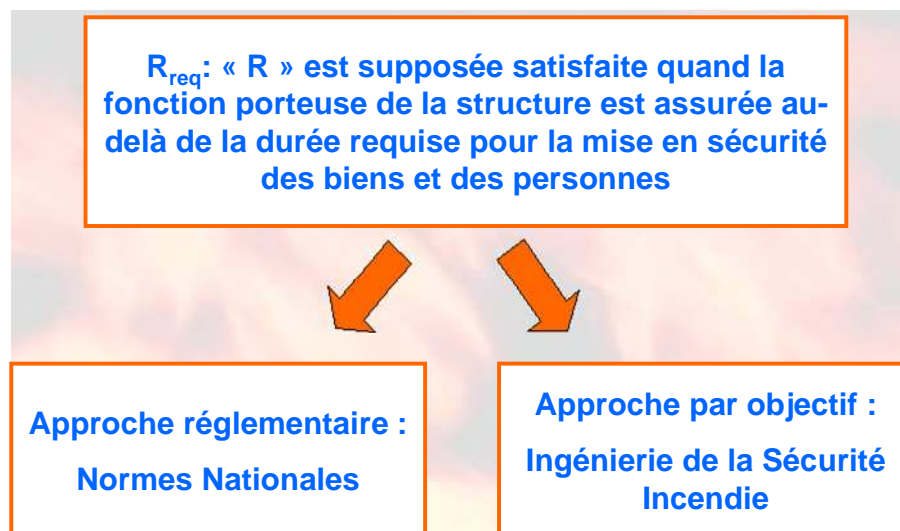 R_req: « R » est supposée satisfaite quand la
fonction porteuse de la structure est assurée au-
delà de la durée requise pour la mise en sécurité
des biens et des personnes
Approche réglementaire :
Normes Nationales
Approche par objectif :
Ingénierie de la Sécurité
Incendie